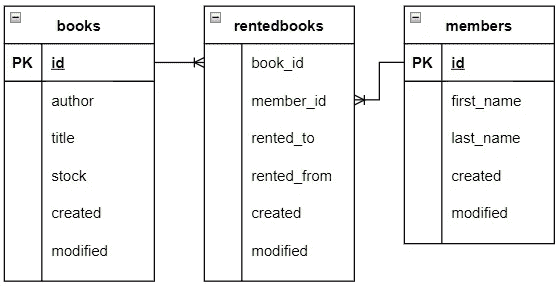 books
PK id
author
title
stock
created
modified
rentedbooks
book_id
member_id
rented_to
rented_from
created
modified
members
PK id
first_name
last_name
created
modified